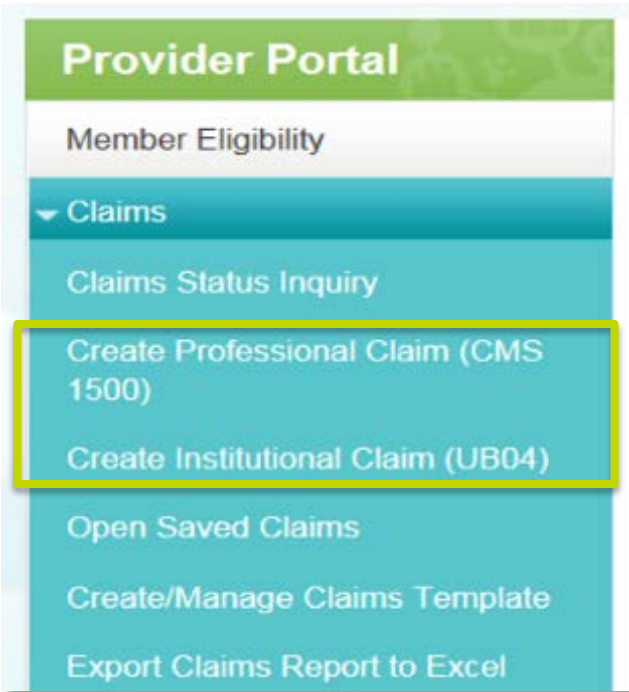 Provider Portal
Member Eligibility
Claims
Claims Status Inquiry
Create Professional Claim (CMS
1500)
Create Institutional Claim (UB04)
Open Saved Claims
Create/Manage Claims Template
Export Claims Report to Excel